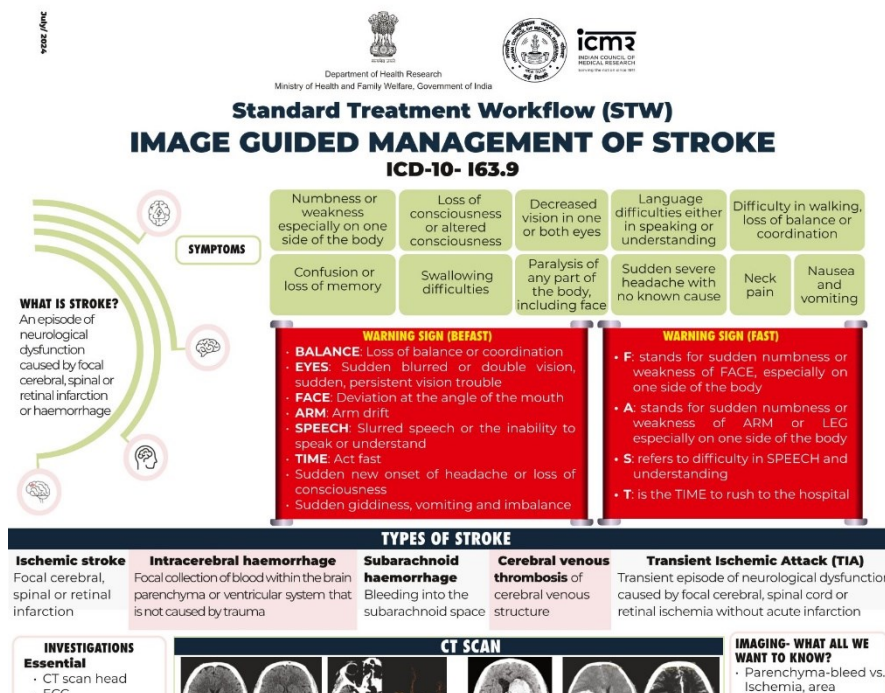 July/ 2024
Department of Health Research
Ministry of Health and Family Welfare, Government of India
icmr
INDIAN COUNCIL OF
MEDICAL RESEARCH
Standard Treatment Workflow (STW)
IMAGE GUIDED MANAGEMENT OF STROKE
ICD-10- I63.9
SYMPTOMS
Numbness or
weakness
especially on one
side of the body
Loss of
consciousness
or altered
consciousness
Decreased
vision in one
or both eyes
Language
difficulties either
in speaking or
understanding
Difficulty in walking,
loss of balance or
coordination
Confusion or
loss of memory
Swallowing
difficulties
Paralysis of
any part of
the body,
including face
Sudden severe
headache with
no known cause
Neck
pain
Nausea
and
vomiting
WHAT IS STROKE?
An episode of
neurological
dysfunction
caused by focal
cerebral, spinal or
retinal infarction
or haemorrhage
WARNING SIGN (BEFAST)
· BALANCE: Loss of balance or coordination
· EYES: Sudden blurred or double vision,
sudden, persistent vision trouble
· FACE: Deviation at the angle of the mouth
· ARM: Arm drift
· SPEECH: Slurred speech or the inability to
speak or understand
· TIME: Act fast
· Sudden new onset of headache or loss of
consciousness
· Sudden giddiness, vomiting and imbalance
WARNING SIGN (FAST)
• F: stands for sudden numbness or
weakness of FACE, especially on
one side of the body
• A: stands for sudden numbness or
weakness of ARM or LEG
especially on one side of the body
• S: refers to difficulty in SPEECH and
understanding
• T: is the TIME to rush to the hospital
TYPES OF STROKE
Ischemic stroke
Focal cerebral,
spinal or retinal
infarction
Intracerebral haemorrhage
Focal collection of blood within the brain
parenchyma or ventricular system that
is not caused by trauma
Subarachnoid
haemorrhage
Bleeding into the
subarachnoid space
Cerebral venous
thrombosis of
cerebral venous
structure
Transient Ischemic Attack (TIA)
Transient episode of neurological dysfunction
caused by focal cerebral, spinal cord or
retinal ischemia without acute infarction
INVESTIGATIONS
Essential
· CT scan head
· ECG
CT SCAN
IMAGING- WHAT ALL WE
WANT TO KNOW?
· Parenchyma-bleed vs.
Ischemia, area